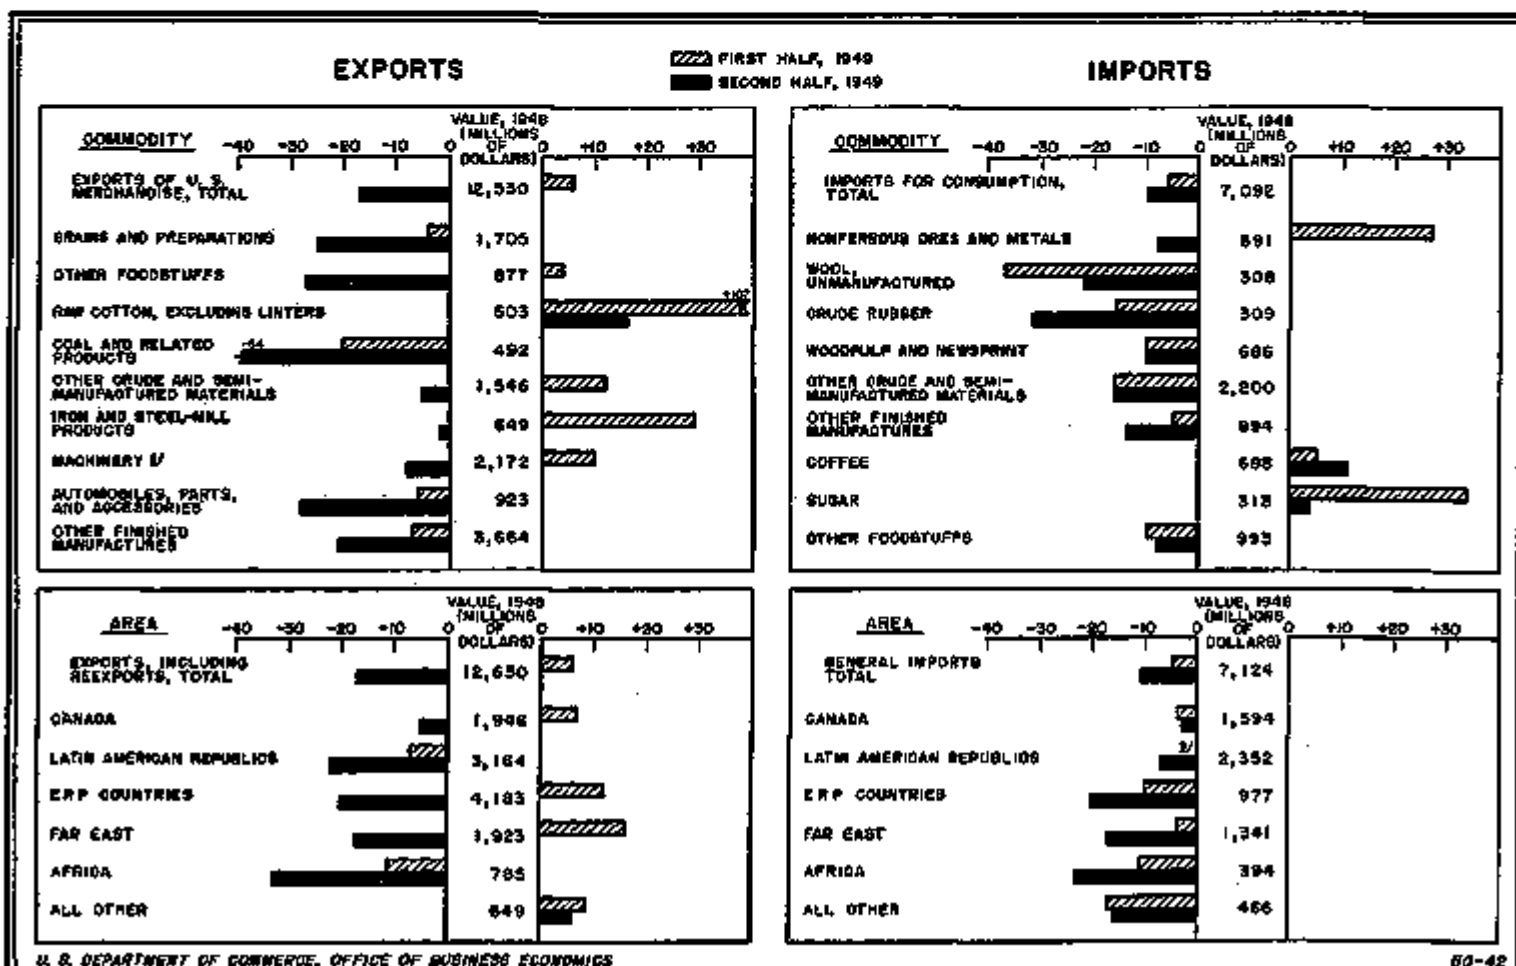 EXPORTS
FIRST HALF, 1949
SECOND HALF, 1949
IMPORTS
COMMODITY
-40 -30 -20 -10 0
VALUE, 1948
(MILLIONS
OF
DOLLARS)
0 +10 +20 +30
EXPORTS OF U. S.
MERCHANDISE, TOTAL
12,530
GRAINS AND PREPARATIONS
1,705
OTHER FOODSTUFFS
877
RAW COTTON, EXCLUDING LINTERS
503
COAL AND RELATED
PRODUCTS
-54
492
OTHER CRUDE AND SEMI-
MANUFACTURED MATERIALS
1,546
IRON AND STEEL-MILL
PRODUCTS
649
MACHINERY 1/
2,172
AUTOMOBILES, PARTS,
AND ACCESSORIES
923
OTHER FINISHED
MANUFACTURES
3,664
COMMODITY
-40 -30 -20 -10 0
VALUE, 1948
(MILLIONS
OF
DOLLARS)
0 +10 +20 +30
IMPORTS FOR CONSUMPTION,
TOTAL
7,092
NONFERROUS ORES AND METALS
WOOL,
UNMANUFACTURED
308
CRUDE RUBBER
309
WOODPULP AND NEWSPRINT
686
OTHER CRUDE AND SEMI-
MANUFACTURED MATERIALS
2,200
OTHER FINISHED
MANUFACTURES
894
COFFEE
698
SUGAR
313
OTHER FOODSTUFFS
993
AREA
-40 -30 -20 -10 0
VALUE, 1948
(MILLIONS
OF
DOLLARS)
0 +10 +20 +30
EXPORTS, INCLUDING
REEXPORTS, TOTAL
12,650
CANADA
1,946
LATIN AMERICAN REPUBLICS
3,164
E R P COUNTRIES
4,183
FAR EAST
1,923
AFRICA
785
ALL OTHER
649
AREA
-40 -30 -20 -10 0
VALUE, 1948
(MILLIONS
OF
DOLLARS)
0 +10 +20 +30
GENERAL IMPORTS
TOTAL
7,124
CANADA
1,594
LATIN AMERICAN REPUBLICS
2/
2,352
E R P COUNTRIES
977
FAR EAST
1,341
AFRICA
394
ALL OTHER
466
U. S. DEPARTMENT OF COMMERCE, OFFICE OF BUSINESS ECONOMICS
50-42